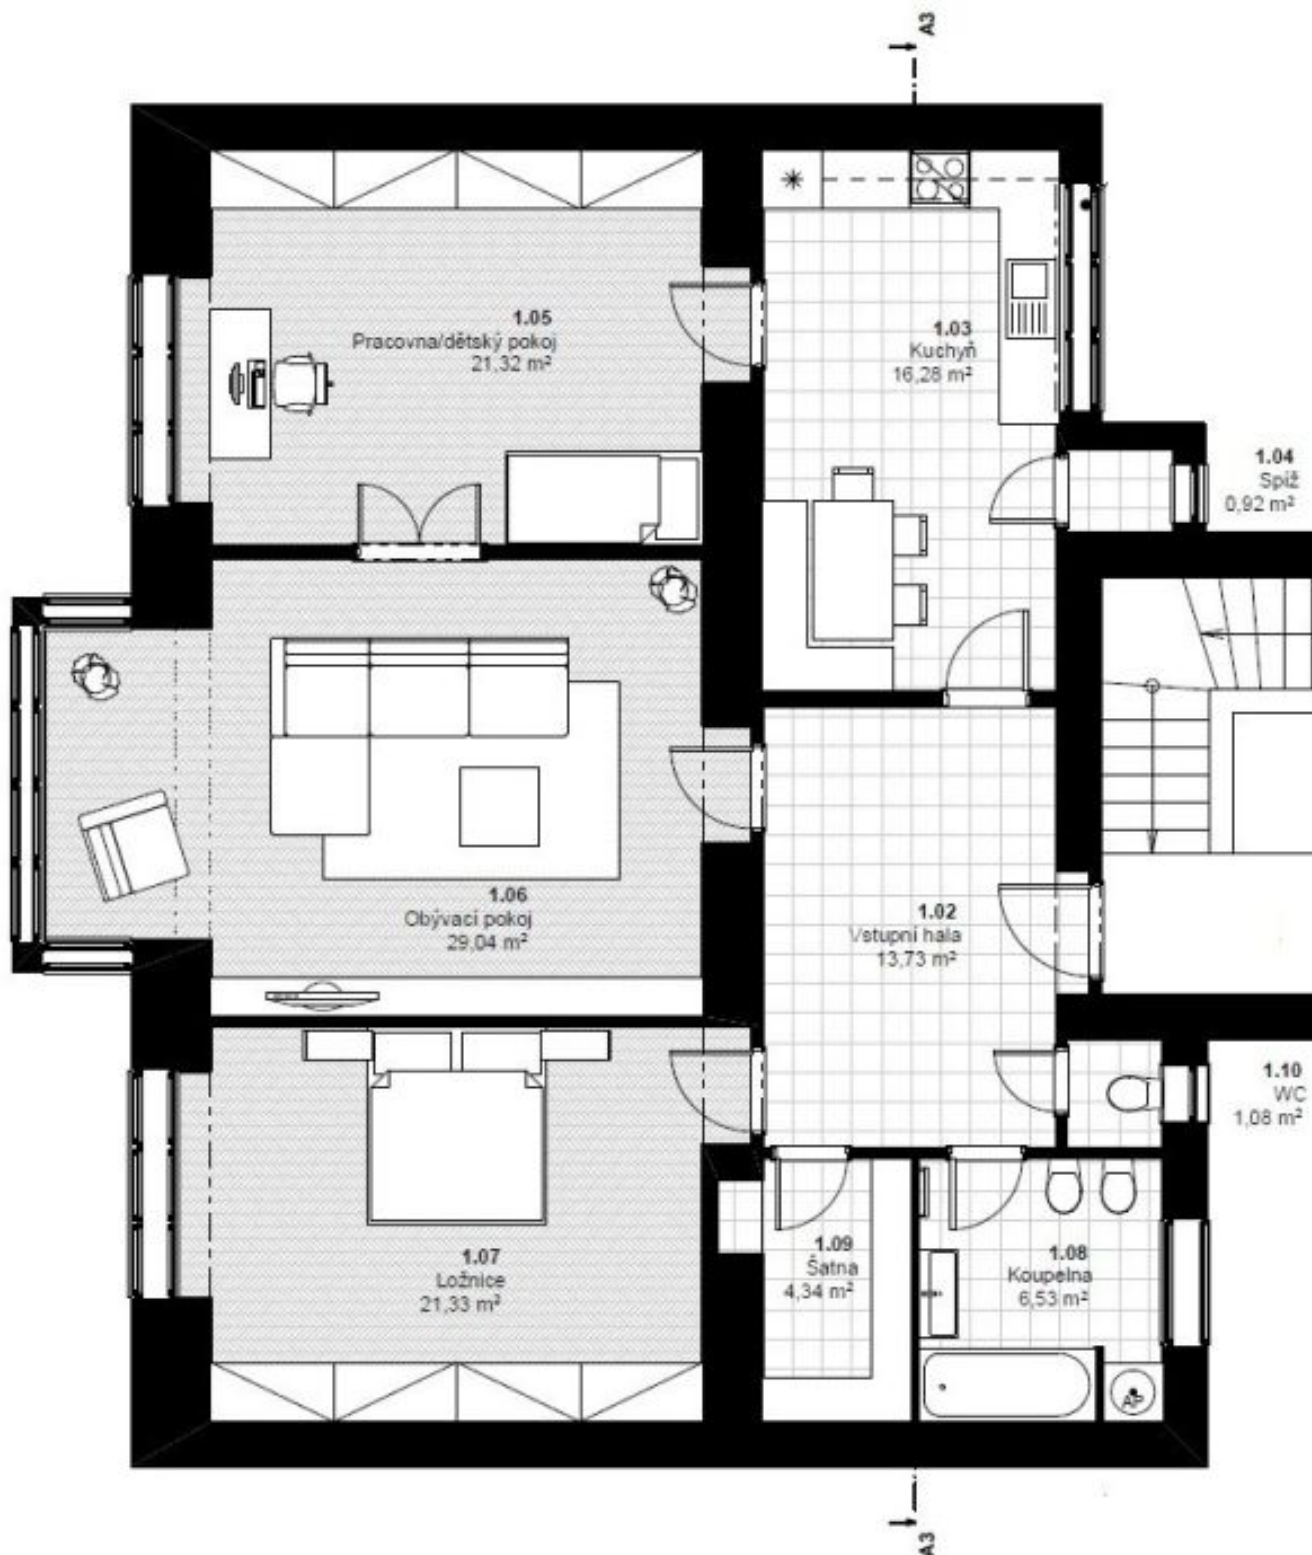 A3
1.05
Pracovna/dětský pokoj
21,32 m²
1.03
Kuchyň
16,28 m²
1.04
Spíž
0,92 m²
1.06
Obývací pokoj
29,04 m²
1.02
Vstupní hala
13,73 m²
1.10
WC
1,08 m²
1.07
Ložnice
21,33 m²
1.09
Šatna
4,34 m²
1.08
Koupelna
6,53 m²
AP
A3